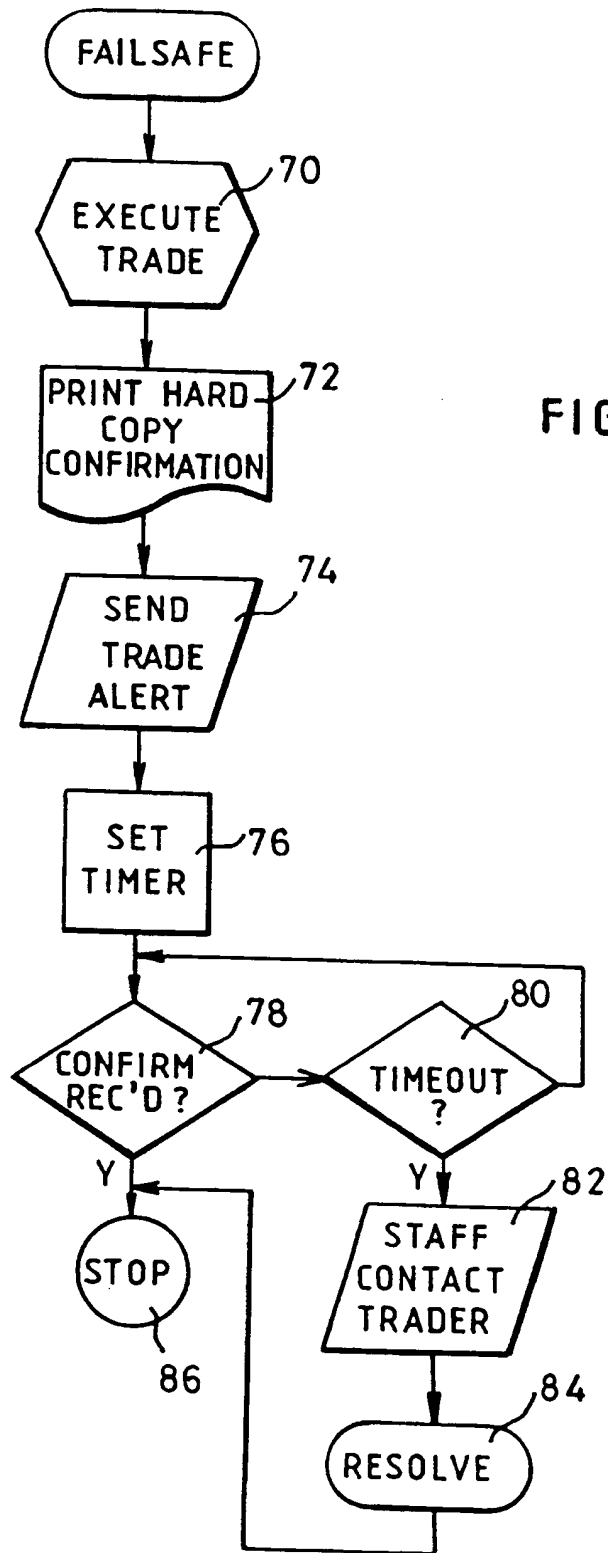 FAILSAFE
70
EXECUTE
TRADE
72
PRINT HARD
COPY
CONFIRMATION
FIG
74
SEND
TRADE
ALERT
SET
TIMER
76
78
80
CONFIRM
REC'D?
TIMEOUT
?
Y
Y
82
STOP
86
STAFF
CONTACT
TRADER
84
RESOLVE